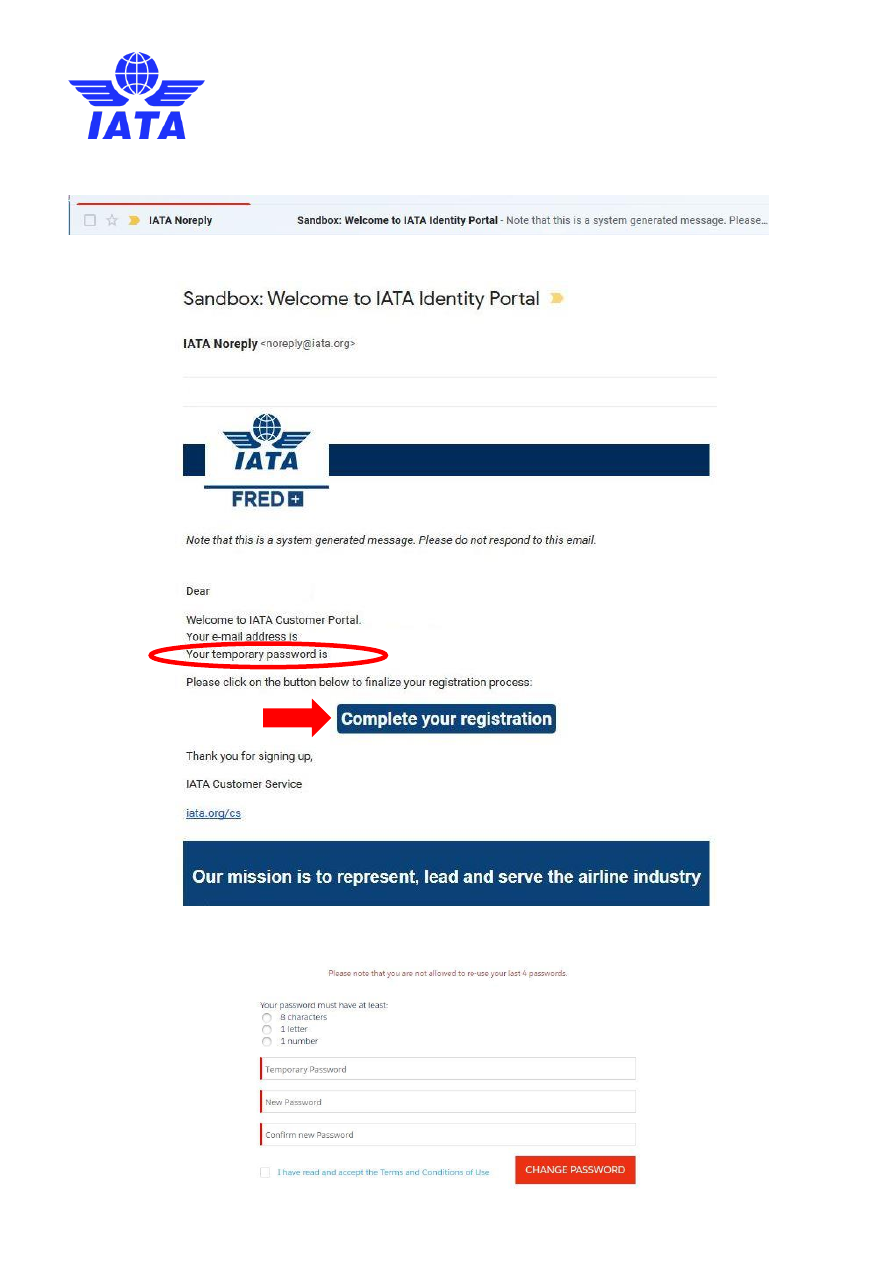 IATA
IATA Noreply Sandbox: Welcome to IATA Identity Portal - Note that this is a system generated message. Please...
Sandbox: Welcome to IATA Identity Portal
IATA Noreply <noreply@iata.org>
IATA
FRED+
Note that this is a system generated message. Please do not respond to this email.
Dear
Welcome to IATA Customer Portal.
Your e-mail address is
Your temporary password is
Please click on the button below to finalize your registration process:
Complete your registration
Thank you for signing up,
IATA Customer Service
iata.org/cs
Our mission is to represent, lead and serve the airline industry
Please note that you are not allowed to re-use your last 4 passwords.
Your password must have at least:
8 characters
1 letter
1 number
Temporary Password
New Password
Confirm new Password
I have read and accept the Terms and Conditions of Use CHANGE PASSWORD